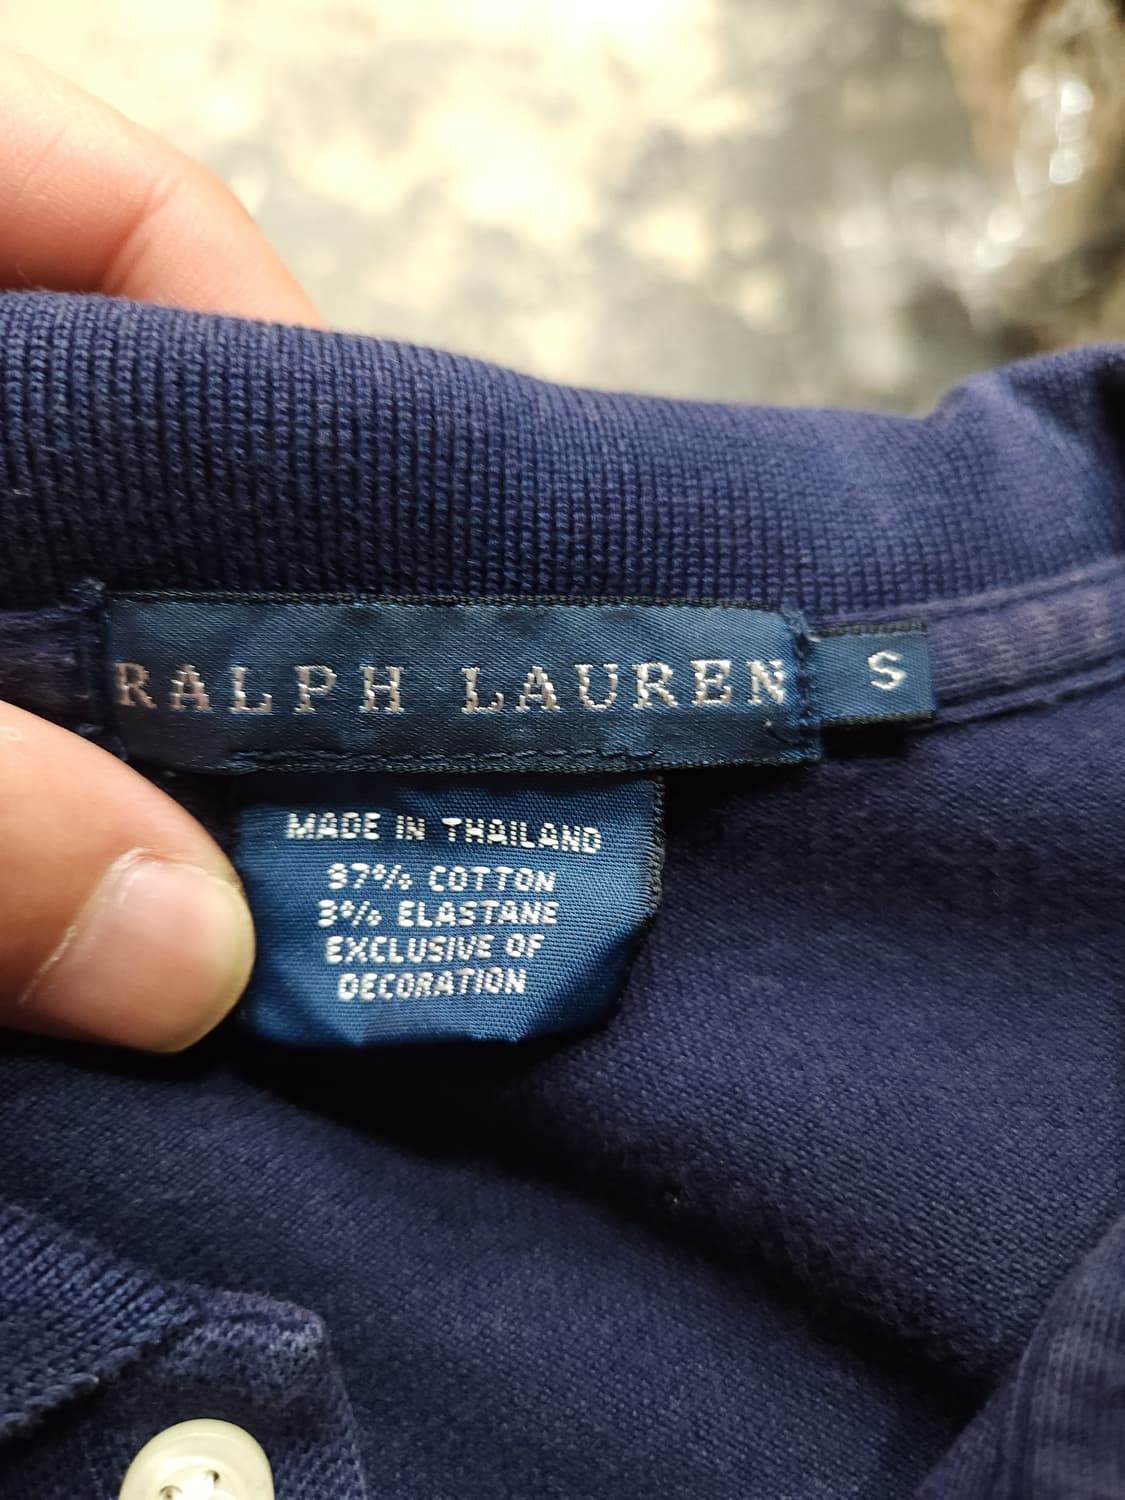 RALPH LAUREN
S
MADE IN THAILAND
97% COTTON
3% ELASTANE
EXCLUSIVE OF
DECORATION